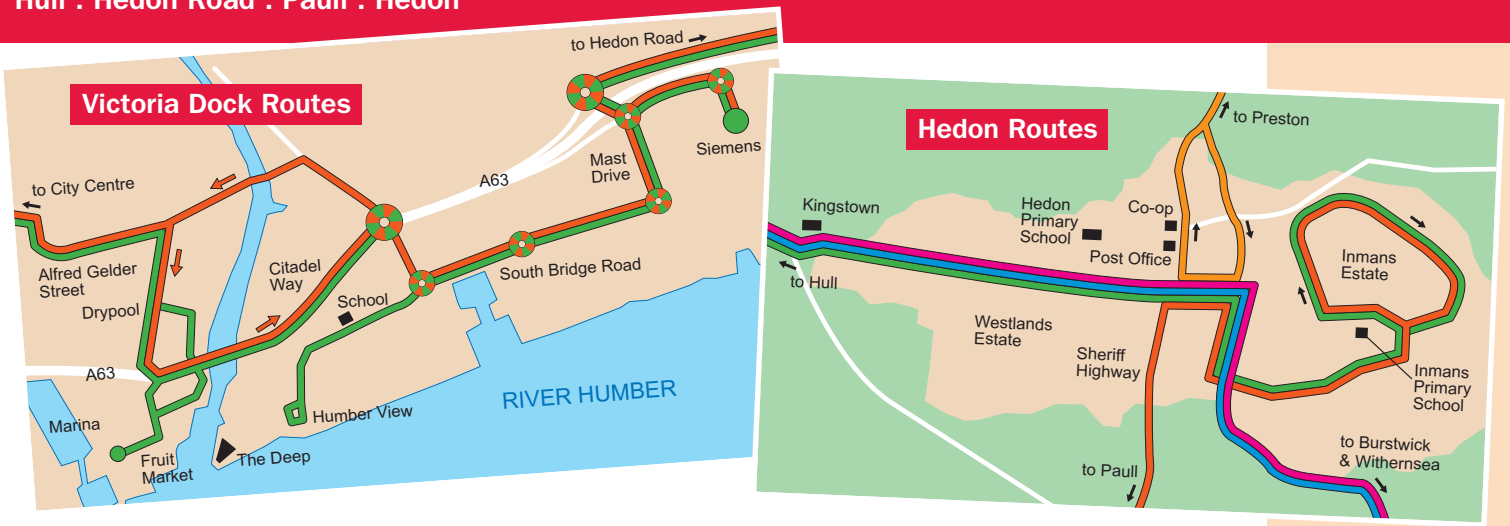 Hull : Hedon Road : Paull : Hedon
Victoria Dock Routes
to Hedon Road
Siemens
Mast
Drive
A63
to City Centre
Alfred Gelder
Street
Citadel
Way
South Bridge Road
School
Drypool
A63
Marina
Humber View
RIVER HUMBER
Fruit
Market
The Deep
Hedon Routes
to Preston
Kingstown
Hedon
Primary
School
Co-op
Post Office
Inmans
Estate
to Hull
Westlands
Estate
Sheriff
Highway
Inmans
Primary
School
to Burstwick
& Withernsea
to Paull